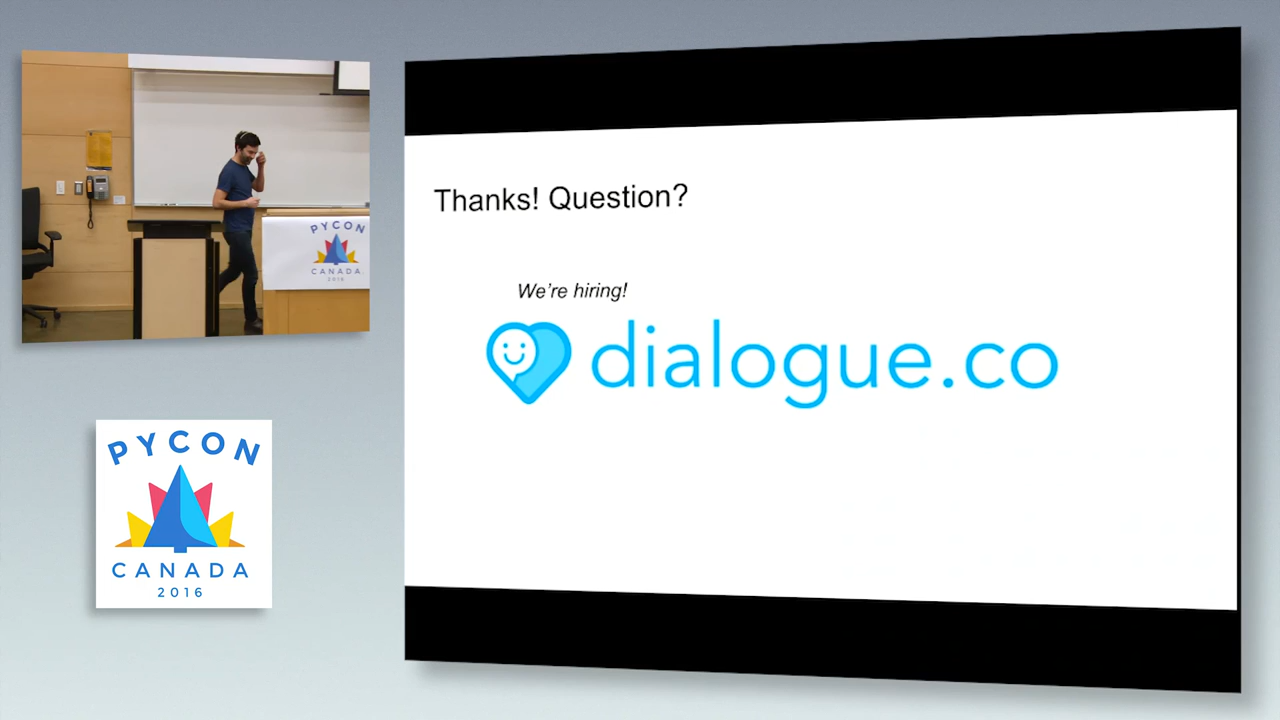 PYCON
CANADA
2016
PYCON
CANADA
2016
Thanks! Question?
We're hiring!
dialogue.co